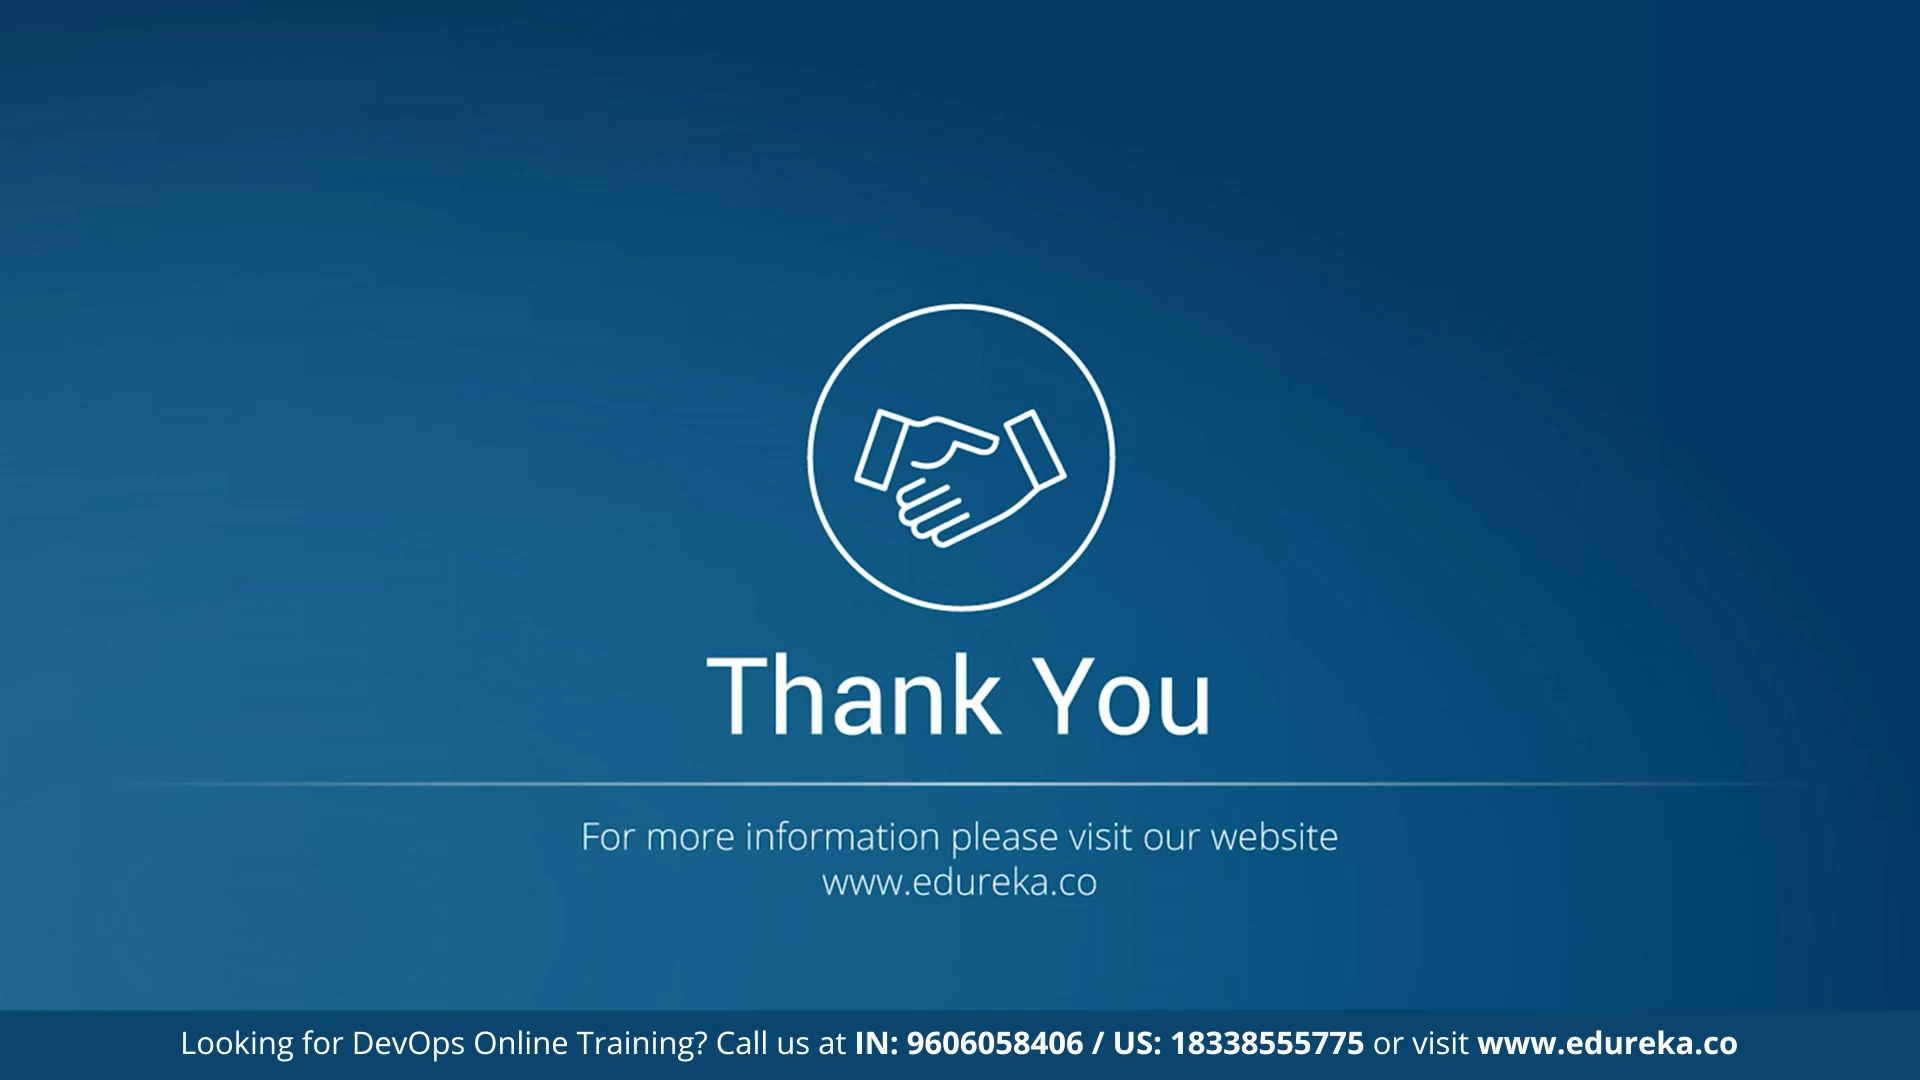 Thank You
For more information please visit our website
www.edureka.co
Looking for DevOps Online Training? Call us at IN: 9606058406 / US: 18338555775 or visit www.edureka.co